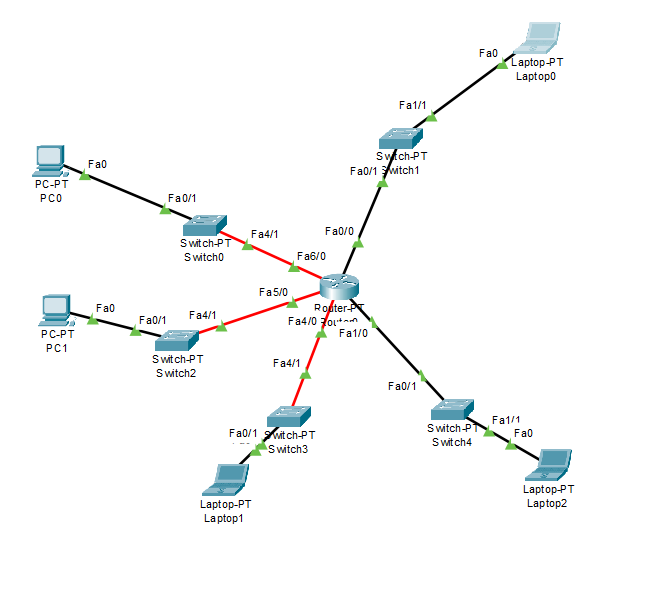 Fa0
Laptop-PT
Laptop0
Fa1/1
Switch-PT
Switch1
Fa0/1
Fa0
PC-PT
PC0
Fa0/1
Switch-PT
Switch0
Fa4/1
Fa0/0
Fa6/0
Fa5/0
Router-PT
Router0
Fa4/0
Fa1/0
Fa0
PC-PT
PC1
Fa0/1
Fa4/1
Switch-PT
Switch2
Fa4/1
Fa0/1
Switch-PT
Switch4
Fa1/1
Fa0
Laptop-PT
Laptop2
Fa0/1
Switch-PT
Switch3
Laptop-PT
Laptop1